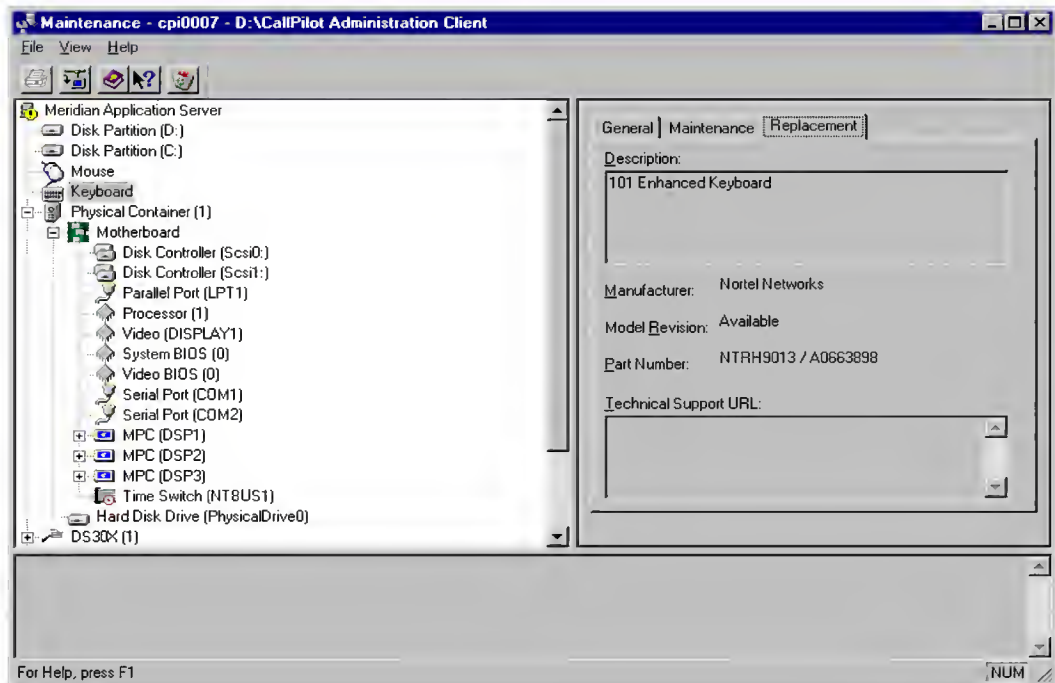 Maintenance - cpi0007 - D:\CallPilot Administration Client
File View Help
Meridian Application Server
Disk Partition (D:)
Disk Partition (C:)
Mouse
Keyboard
Physical Container (1)
Motherboard
Disk Controller (Scsi0:)
Disk Controller (Scsi1:)
Parallel Port (LPT1)
Processor (1)
Video (DISPLAY1)
System BIOS (0)
Video BIOS (0)
Serial Port (COM1)
Serial Port (COM2)
MPC (DSP1)
MPC (DSP2)
MPC (DSP3)
Time Switch (NT8US1)
Hard Disk Drive (PhysicalDrive0)
DS30X (1)
General Maintenance Replacement
Description:
101 Enhanced Keyboard
Manufacturer: Nortel Networks
Model Revision: Available
Part Number: NTRH9013 / A0663898
Technical Support URL:
For Help, press F1
NUM